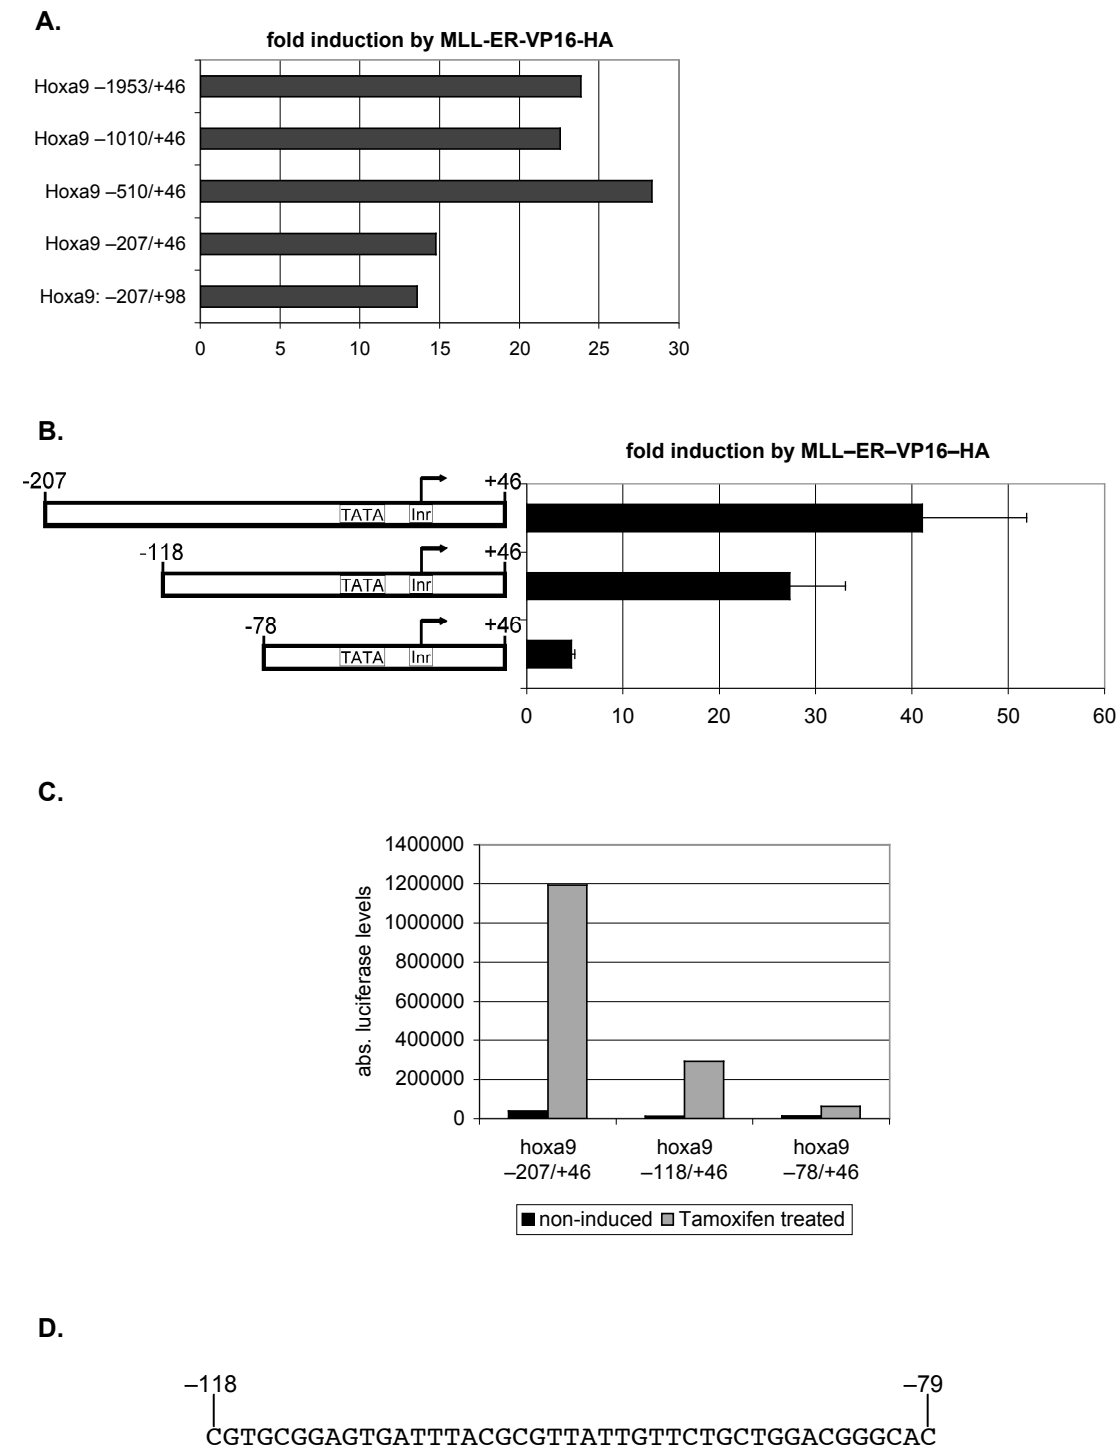 A.
fold induction by MLL-ER-VP16-HA
Hoxa9 –1953/+46
Hoxa9 –1010/+46
Hoxa9 –510/+46
Hoxa9 –207/+46
Hoxa9: –207/+98
0 5 10 15 20 25 30
B.
fold induction by MLL–ER–VP16–HA
-207 +46
TATA Inr
-118 +46
TATA Inr
-78 +46
TATA Inr
0 10 20 30 40 50 60
C.
abs. luciferase levels
1400000
1200000
1000000
800000
600000
400000
200000
0
hoxa9 hoxa9 hoxa9
–207/+46 –118/+46 –78/+46
non-induced Tamoxifen treated
D.
–118 –79
CGTGCGGAGTGATTTACGCGTTATTGTTCTGCTGGACGGGCAC